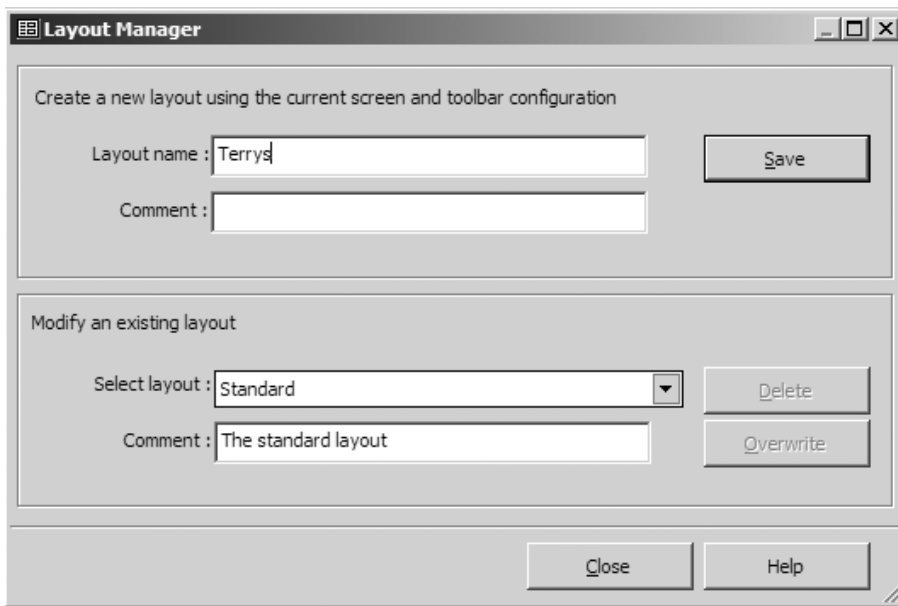 Layout Manager
Create a new layout using the current screen and toolbar configuration
Layout name : Terrys
Save
Comment :
Modify an existing layout
Select layout : Standard
Delete
Comment : The standard layout
Overwrite
Close
Help